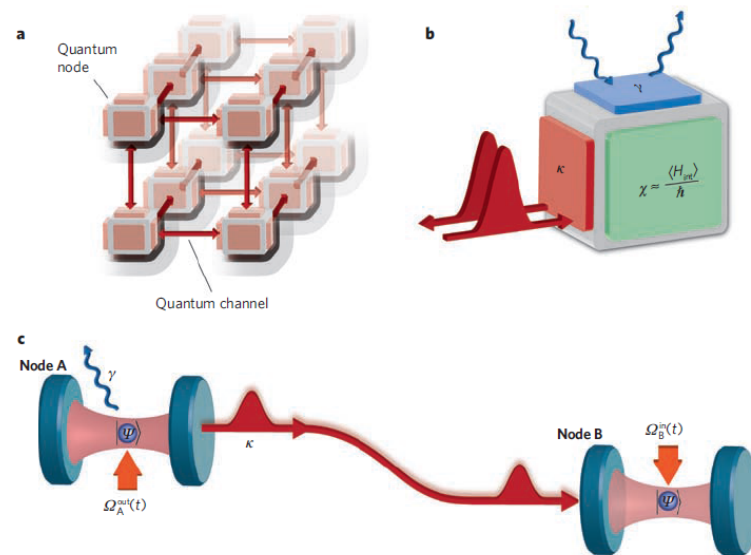 a
Quantum
node
Quantum channel
b
γ
κ
χ ≈ ⟨H_int⟩
ħ
c
Node A
γ
|Ψ⟩
Ω_A^out(t)
κ
Node B
Ω_B^in(t)
|Ψ⟩